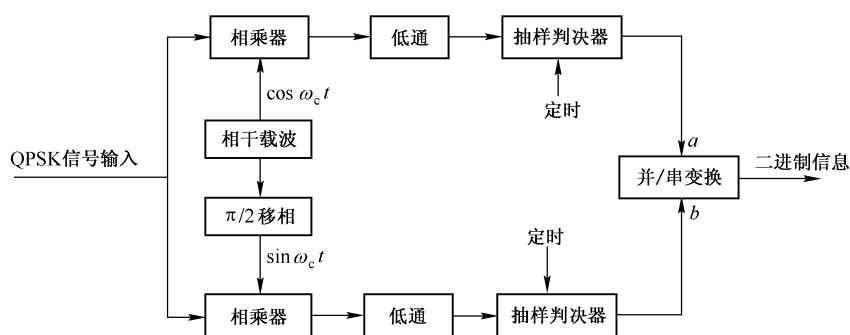 相乘器
低通
抽样判决器
cos ω_c t
定时
相干载波
QPSK信号输入
a
二进制信息
并/串变换
π/2移相
b
定时
sin ω_c t
相乘器
低通
抽样判决器